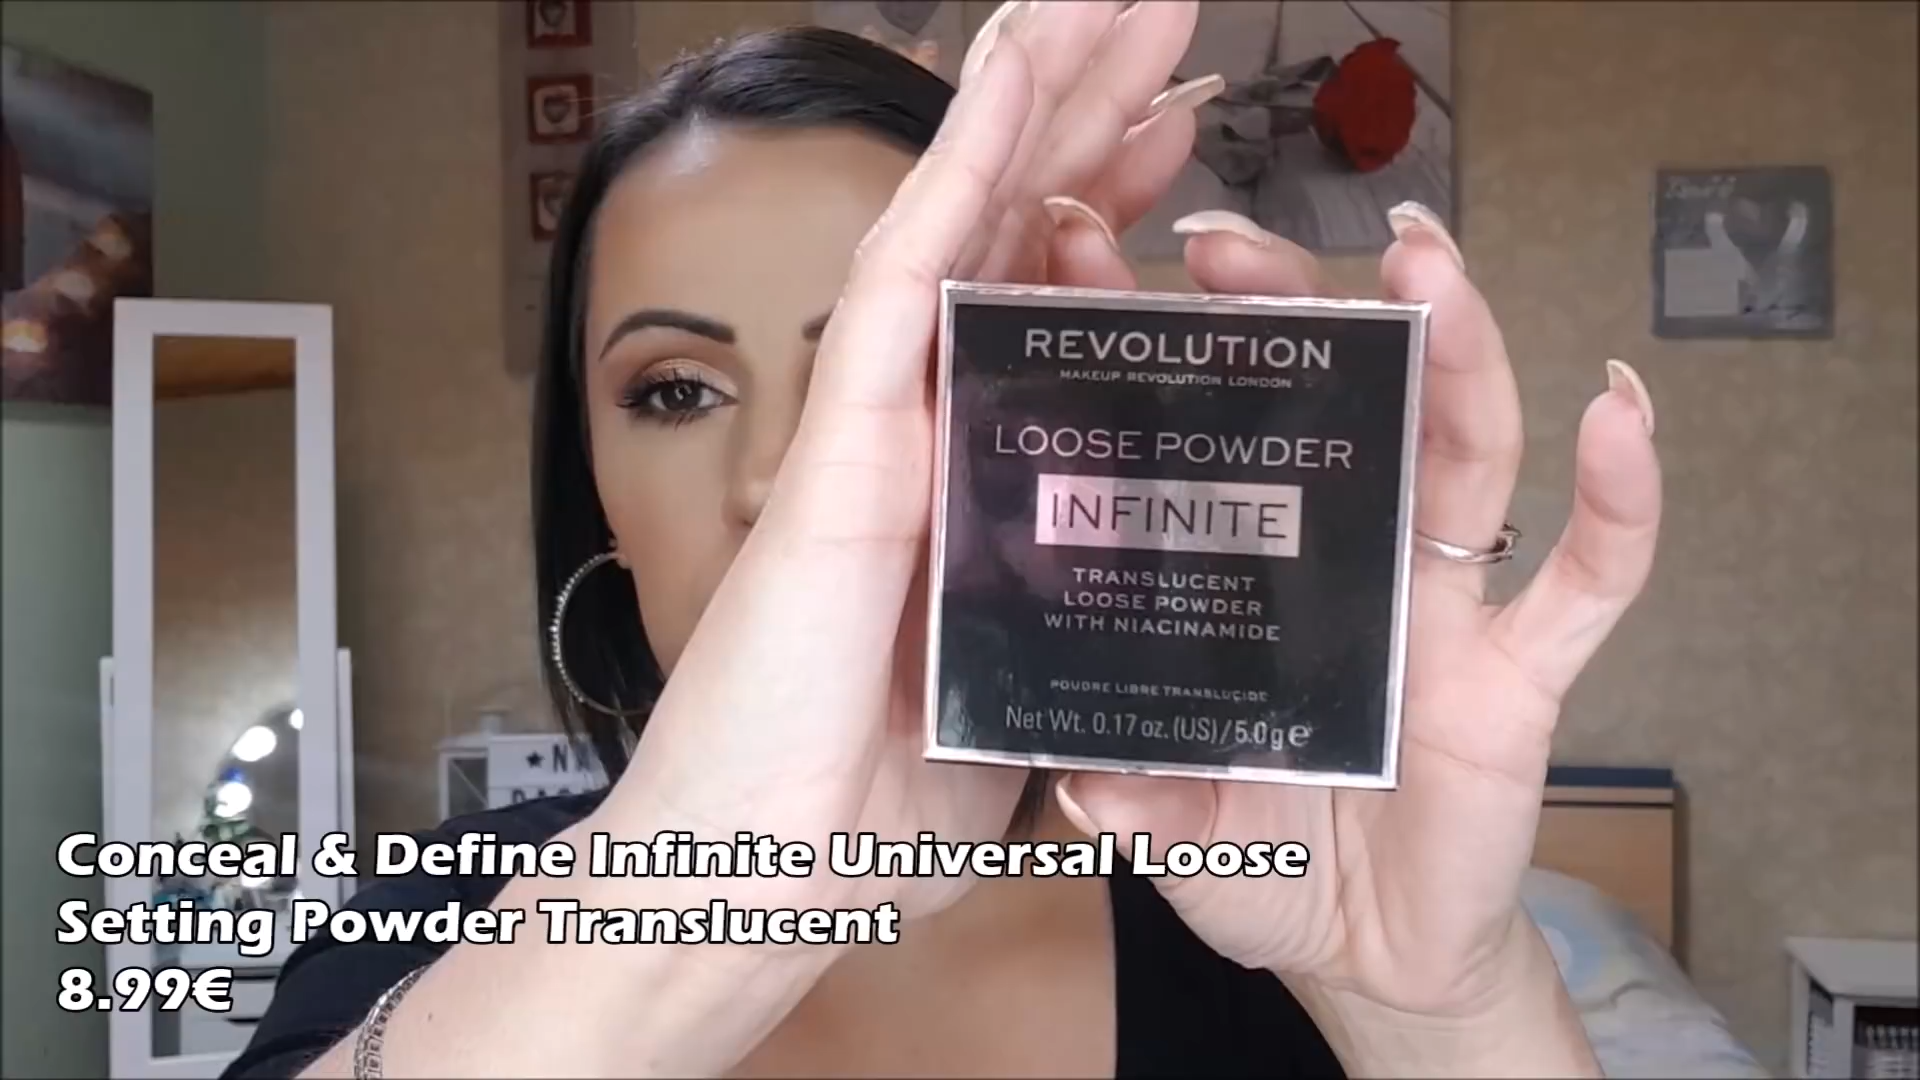 REVOLUTION
MAKEUP REVOLUTION LONDON
LOOSE POWDER
INFINITE
TRANSLUCENT
LOOSE POWDER
WITH NIACINAMIDE
POUDRE LIBRE TRANSLUCIDE
Net Wt. 0.17 oz. (US)/5.0g e
Conceal & Define Infinite Universal Loose
Setting Powder Translucent
8.99€